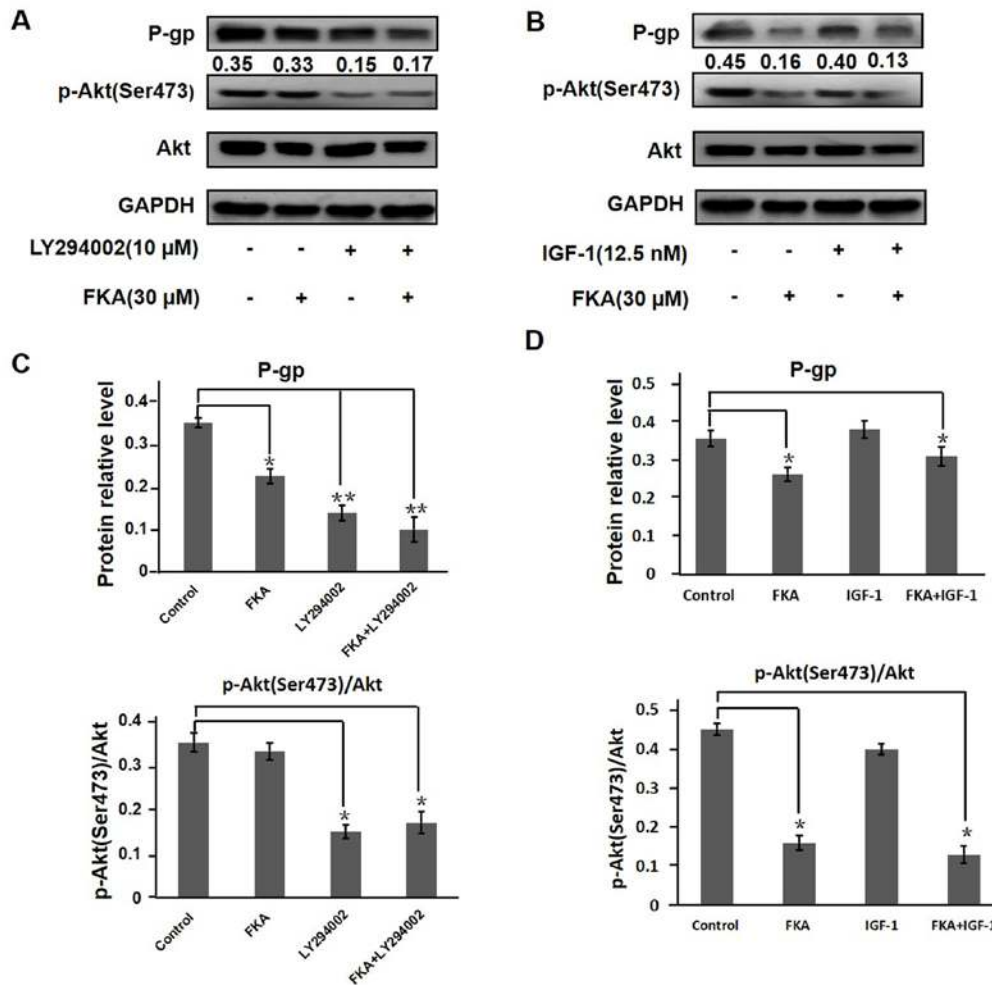 A
P-gp
0.35 0.33 0.15 0.17
p-Akt(Ser473)
Akt
GAPDH
LY294002(10 µM) - - + +
FKA(30 µM) - + - +
B
P-gp
0.45 0.16 0.40 0.13
p-Akt(Ser473)
Akt
GAPDH
IGF-1(12.5 nM) - - + +
FKA(30 µM) - + - +
C
P-gp
Protein relative level
0.4
0.3
0.2
0.1
0
* ** **
Control FKA LY294002 FKA+LY294002
p-Akt(Ser473)/Akt
p-Akt(Ser473)/Akt
0.4
0.3
0.2
0.1
0
* *
Control FKA LY294002 FKA+LY294002
D
P-gp
Protein relative level
0.5
0.4
0.3
0.2
0.1
0
* *
Control FKA IGF-1 FKA+IGF-1
p-Akt(Ser473)/Akt
p-Akt(Ser473)/Akt
0.5
0.4
0.3
0.2
0.1
0
* *
Control FKA IGF-1 FKA+IGF-1